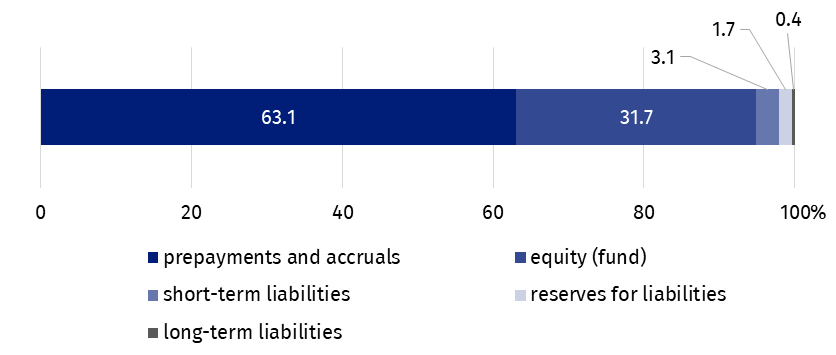 0.4
1.7
3.1
63.1 31.7
0 20 40 60 80 100%
prepayments and accruals equity (fund)
short-term liabilities reserves for liabilities
long-term liabilities